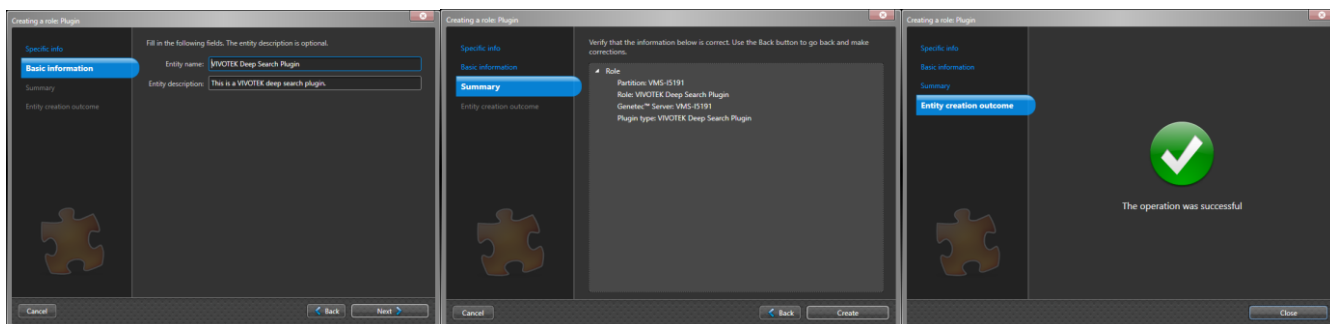 Creating a role: Plugin
Specific info
Basic information
Summary
Entity creation outcome
Fill in the following fields. The entity description is optional.
Entity name: VIVOTEK Deep Search Plugin
Entity description: This is a VIVOTEK deep search plugin.
Cancel
Back
Next
Creating a role: Plugin
Specific info
Basic information
Summary
Entity creation outcome
Verify that the information below is correct. Use the Back button to go back and make
corrections.
Role
Partition: VMS-I5191
Role: VIVOTEK Deep Search Plugin
Genetec™ Server: VMS-I5191
Plugin type: VIVOTEK Deep Search Plugin
Cancel
Back
Create
Creating a role: Plugin
Specific info
Basic information
Summary
Entity creation outcome
The operation was successful
Close